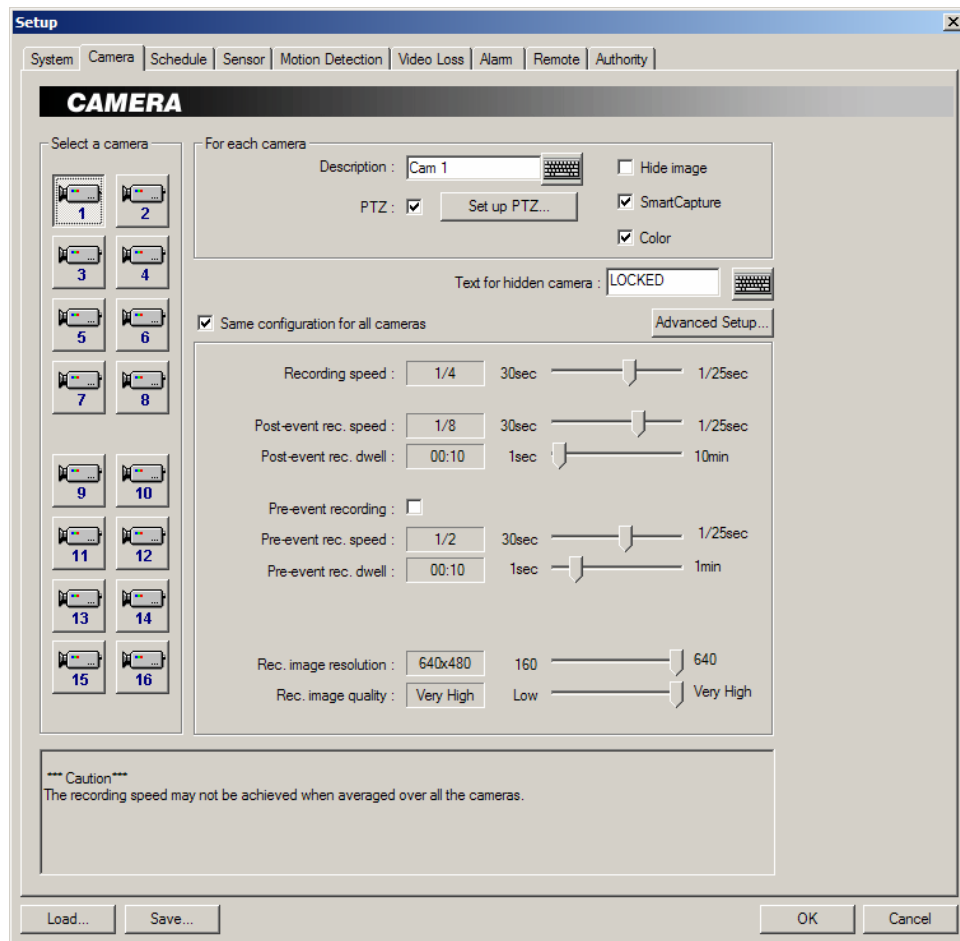 Setup
System Camera Schedule Sensor Motion Detection Video Loss Alarm Remote Authority
CAMERA
Select a camera
1 2
3 4
5 6
7 8
9 10
11 12
13 14
15 16
For each camera
Description : Cam 1
Hide image
PTZ : Set up PTZ...
SmartCapture
Color
Text for hidden camera : LOCKED
Same configuration for all cameras
Advanced Setup...
Recording speed : 1/4 30sec 1/25sec
Post-event rec. speed : 1/8 30sec 1/25sec
Post-event rec. dwell : 00:10 1sec 10min
Pre-event recording :
Pre-event rec. speed : 1/2 30sec 1/25sec
Pre-event rec. dwell : 00:10 1sec 1min
Rec. image resolution : 640x480 160 640
Rec. image quality : Very High Low Very High
*** Caution***
The recording speed may not be achieved when averaged over all the cameras.
Load... Save... OK Cancel